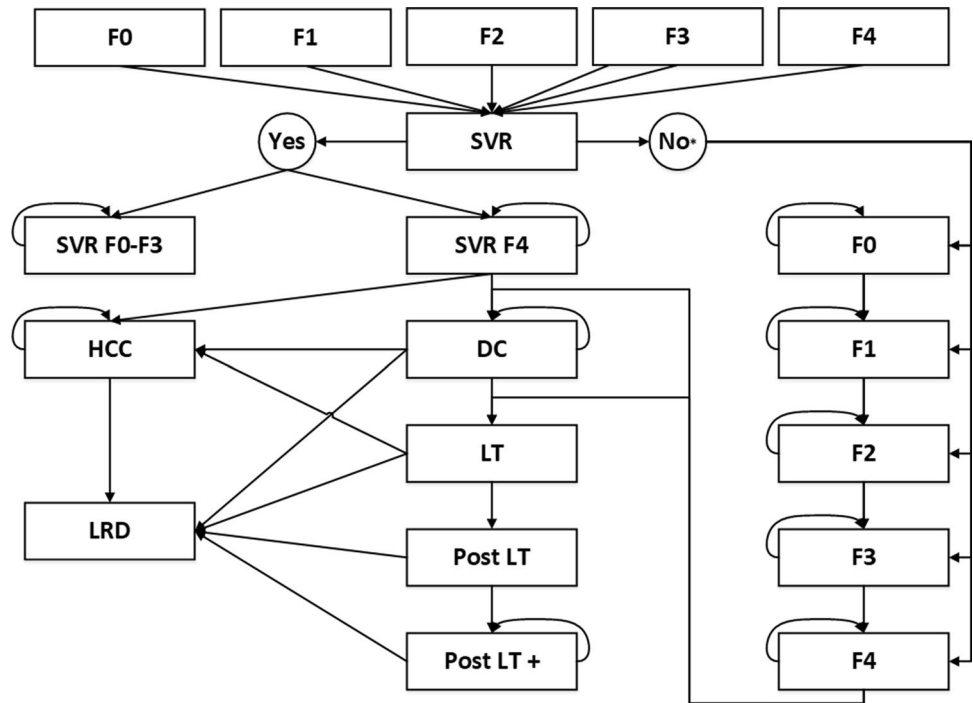 F0
F1
F2
F3
F4
Yes
SVR
No*
SVR F0-F3
SVR F4
F0
HCC
DC
F1
LT
F2
LRD
Post LT
F3
Post LT +
F4